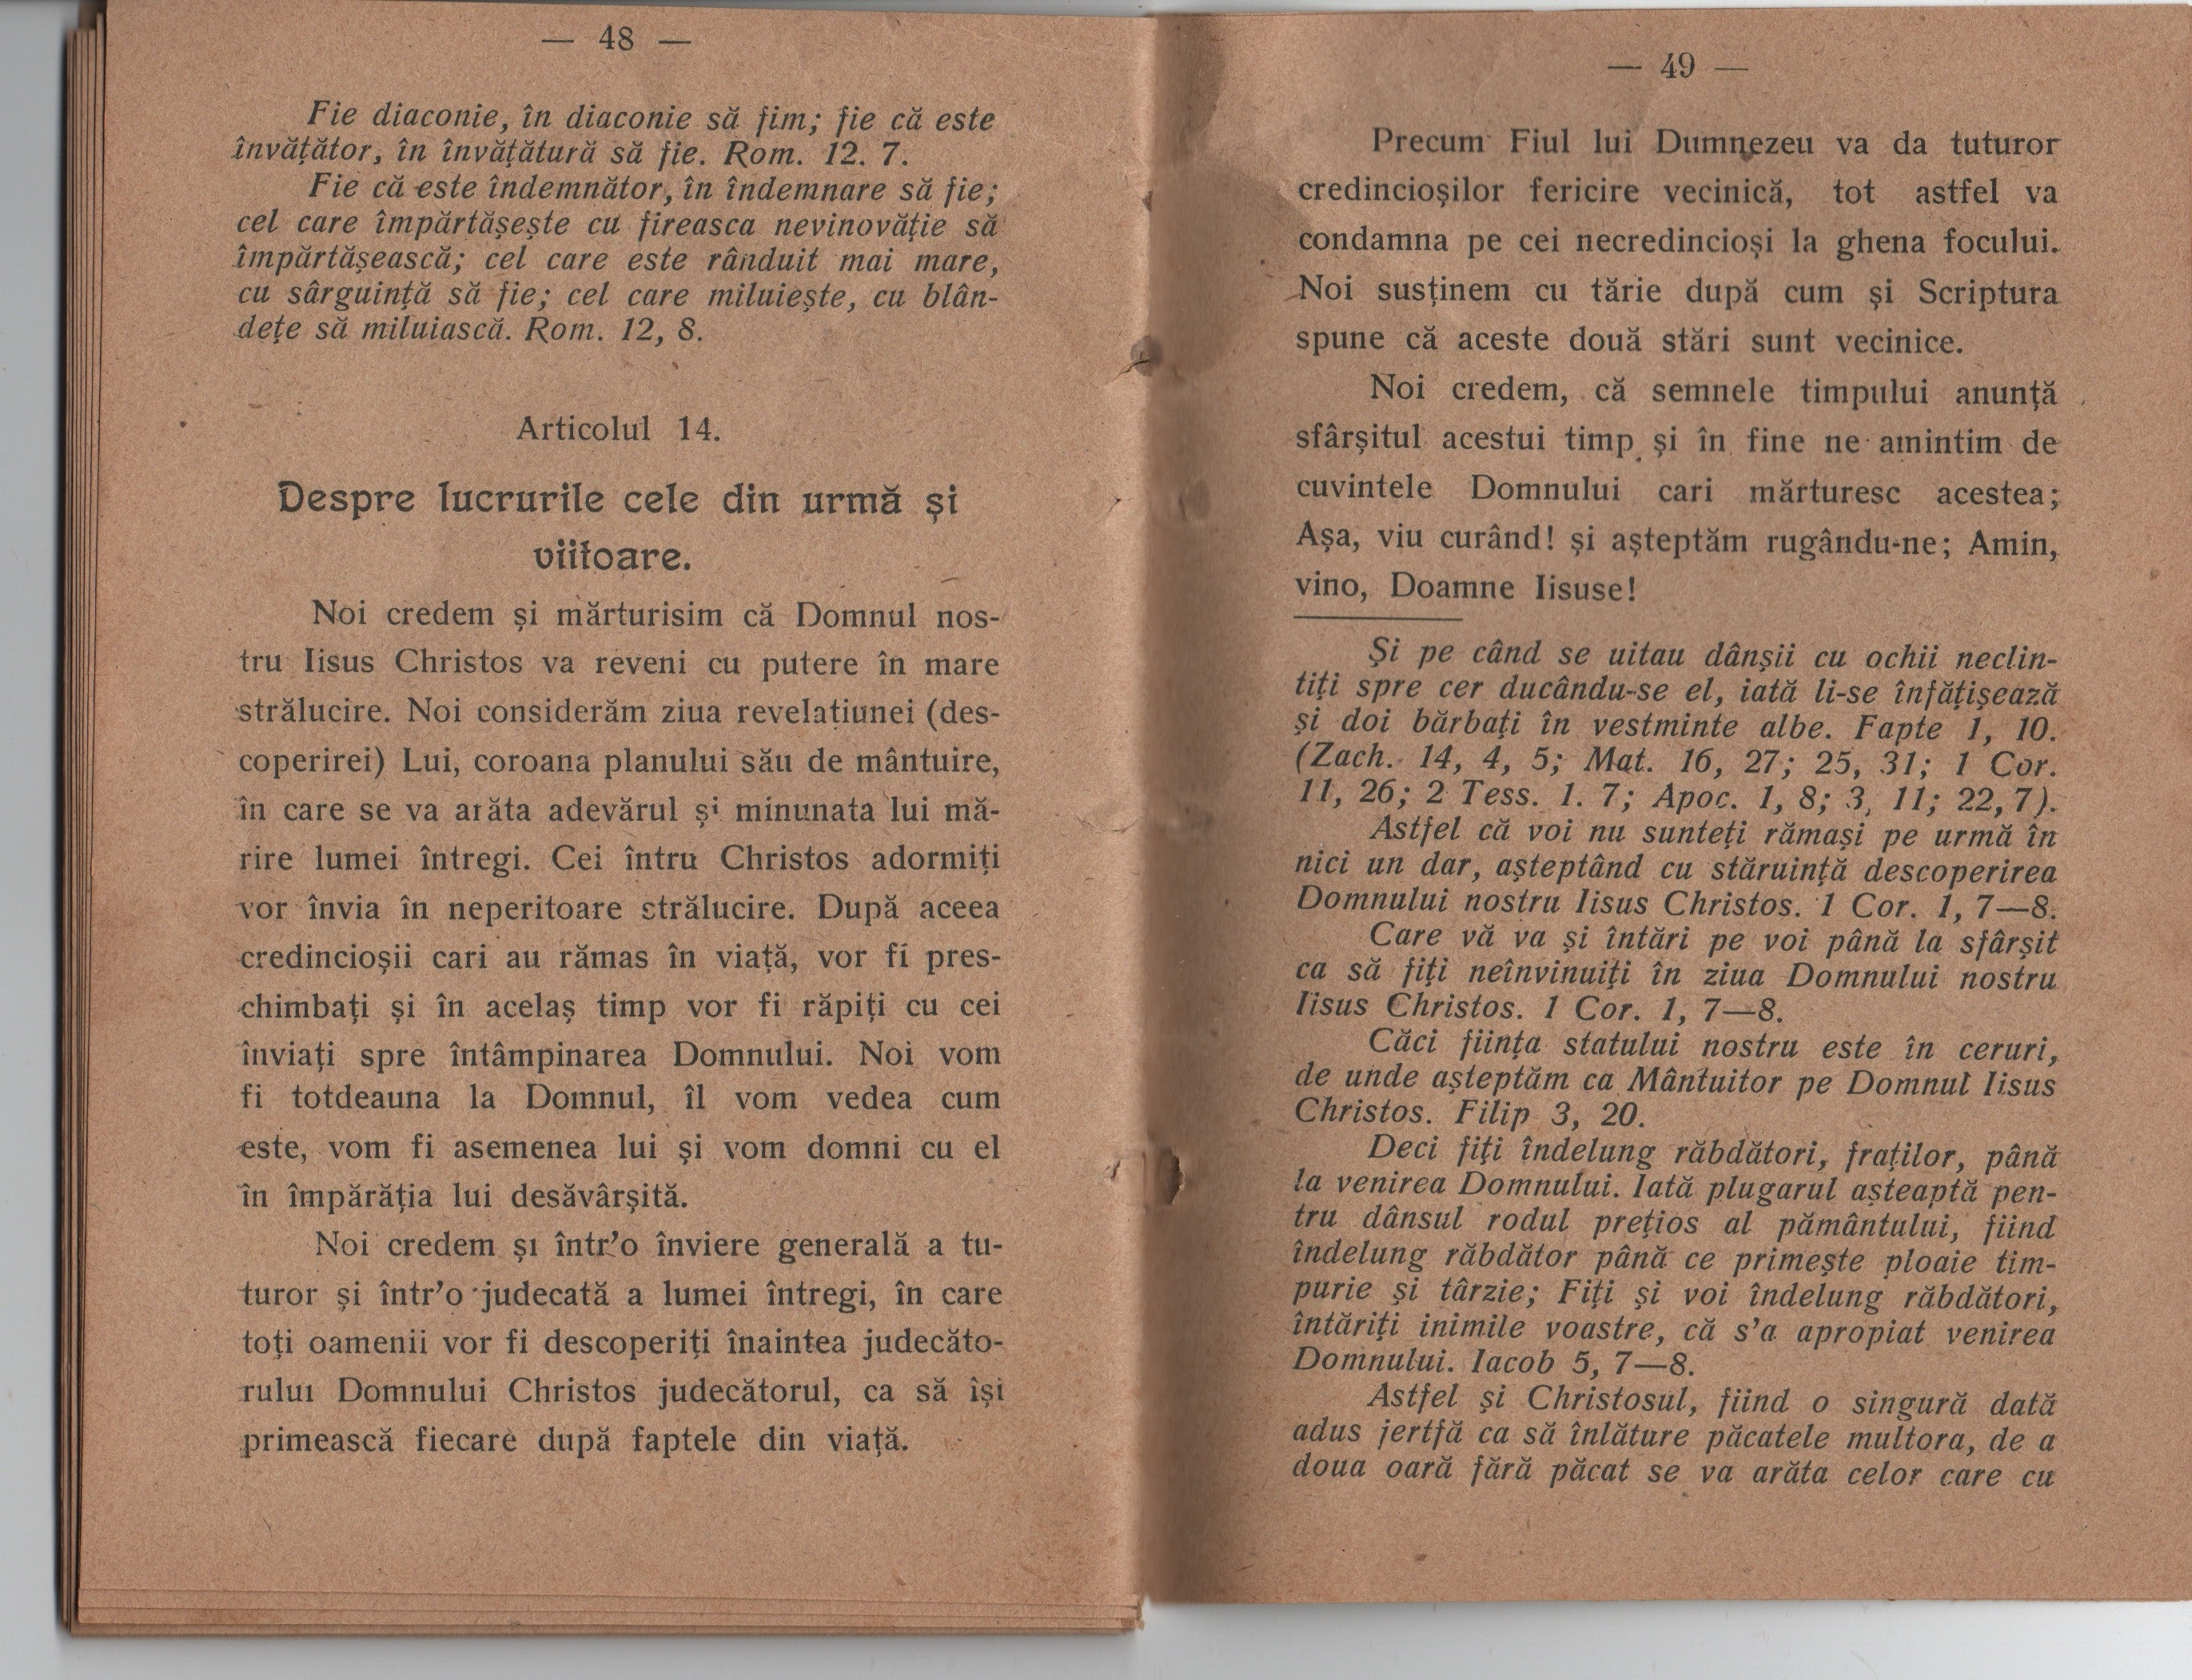 — 48 —
Fie diaconie, în diaconie să fim; fie că este
învățător, în învățătură să fie. Rom. 12. 7.
Fie că este îndemnător, în îndemnare să fie;
cel care împărtășește cu fireasca nevinovăție să
împărtășească; cel care este rânduit mai mare,
cu sârguință să fie; cel care miluiește, cu blân-
dețe să miluiască. Rom. 12, 8.
Articolul 14.
Despre lucrurile cele din urmă și
viitoare.
Noi credem și mărturisim că Domnul nos-
tru Iisus Christos va reveni cu putere în mare
strălucire. Noi considerăm ziua revelațiunei (des-
coperirei) Lui, coroana planului său de mântuire,
în care se va arăta adevărul și minunata lui mă-
rire lumei întregi. Cei întru Christos adormiți
vor învia în neperitoare strălucire. După aceea
credincioșii cari au rămas în viață, vor fi pres-
chimbați și în acelaș timp vor fi răpiți cu cei
înviați spre întâmpinarea Domnului. Noi vom
fi totdeauna la Domnul, îl vom vedea cum
este, vom fi asemenea lui și vom domni cu el
în împărăția lui desăvârșită.
Noi credem și într'o înviere generală a tu-
turor și într'o judecată a lumei întregi, în care
toți oamenii vor fi descoperiți înaintea judecăto-
rului Domnului Christos judecătorul, ca să își
primească fiecare după faptele din viață.
— 49 —
Precum Fiul lui Dumnezeu va da tuturor
credincioșilor fericire vecinică, tot astfel va
condamna pe cei necredincioși la ghena focului.
Noi susținem cu tărie după cum și Scriptura
spune că aceste două stări sunt vecinice.
Noi credem, că semnele timpului anunță
sfârșitul acestui timp și în fine ne amintim de
cuvintele Domnului cari mărturesc acestea;
Așa, viu curând! și așteptăm rugându-ne; Amin,
vino, Doamne Iisuse!
Și pe când se uitau dânșii cu ochii neclin-
tiți spre cer ducându-se el, iată li-se înfățișează
și doi bărbați în vestminte albe. Fapte 1, 10.
(Zach. 14, 4, 5; Mat. 16, 27; 25, 31; 1 Cor.
11, 26; 2 Tess. 1. 7; Apoc. 1, 8; 3, 11; 22, 7).
Astfel că voi nu sunteți rămași pe urmă în
nici un dar, așteptând cu stăruință descoperirea
Domnului nostru Iisus Christos. 1 Cor. 1, 7—8.
Care vă va și întări pe voi până la sfârșit
ca să fiți neînvinuiți în ziua Domnului nostru
Iisus Christos. 1 Cor. 1, 7—8.
Căci ființa statului nostru este în ceruri,
de unde așteptăm ca Mântuitor pe Domnul Iisus
Christos. Filip 3, 20.
Deci fiți îndelung răbdători, fraților, până
la venirea Domnului. Iată plugarul așteaptă pen-
tru dânsul rodul prețios al pământului, fiind
îndelung răbdător până ce primește ploaie tim-
purie și târzie; Fiți și voi îndelung răbdători,
întăriți inimile voastre, că s'a apropiat venirea
Domnului. Iacob 5, 7—8.
Astfel și Christosul, fiind o singură dată
adus jertfă ca să înlăture păcatele multora, de a
doua oară fără păcat se va arăta celor care cu